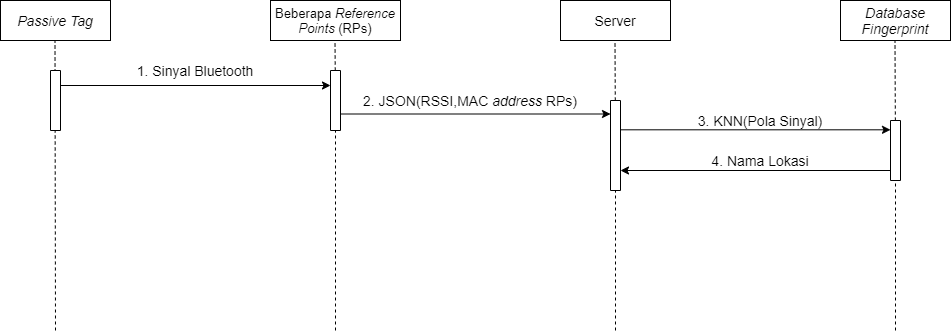 Passive Tag
Beberapa Reference
Points (RPs)
Server
Database
Fingerprint
1. Sinyal Bluetooth
2. JSON(RSSI,MAC address RPs)
3. KNN(Pola Sinyal)
4. Nama Lokasi